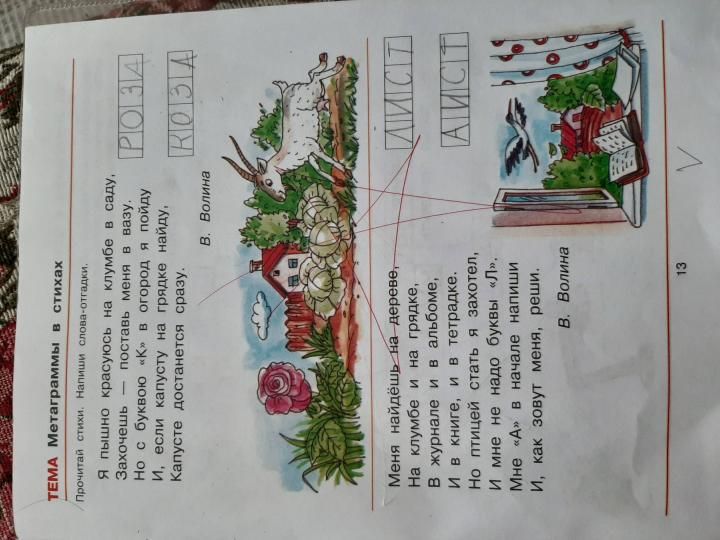 ТЕМА Метаграммы в стихах
Прочитай стихи. Напиши слова-отгадки.
Я пышно красуюсь на клумбе в саду,
Захочешь — поставь меня в вазу.
Но с буквою «К» в огород я пойду
И, если капусту на грядке найду,
Капусте достанется сразу.
В. Волина
РОЗА
КОЗА
Меня найдёшь на дереве,
На клумбе и на грядке,
В журнале и в альбоме,
И в книге, и в тетрадке.
Но птицей стать я захотел,
И мне не надо буквы «Л».
Мне «А» в начале напиши
И, как зовут меня, реши.
В. Волина
ЛИСТ
АИСТ
13